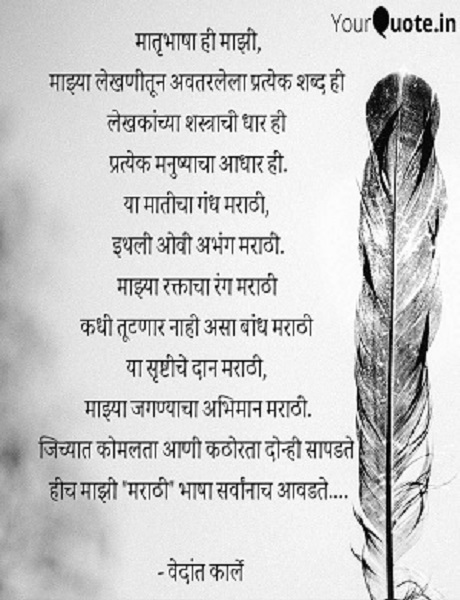 YourQuote.in
मातृभाषा ही माझी,
माझ्या लेखणीतून अवतरलेला प्रत्येक शब्द ही
लेखकांच्या शस्त्राची धार ही
प्रत्येक मनुष्याचा आधार ही.
या मातीचा गंध मराठी,
इथली ओवी अभंग मराठी.
माझ्या रक्ताचा रंग मराठी
कधी तूटणार नाही असा बांध मराठी
या सृष्टीचे दान मराठी,
माझ्या जगण्याचा अभिमान मराठी.
जिच्यात कोमलता आणी कठोरता दोन्ही सापडते
हीच माझी "मराठी" भाषा सर्वांनाच आवडते....
- वेदांत कार्ले